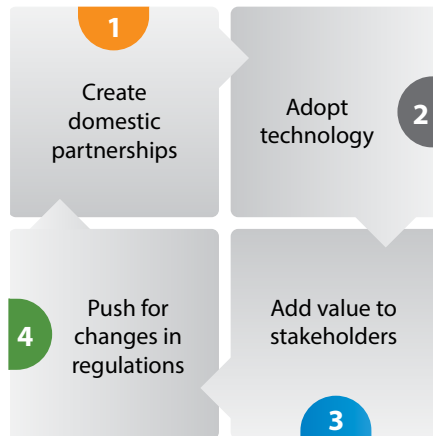 1
Create
domestic
partnerships
Adopt
technology
2
Add value to
stakeholders
3
4
Push for
changes in
regulations